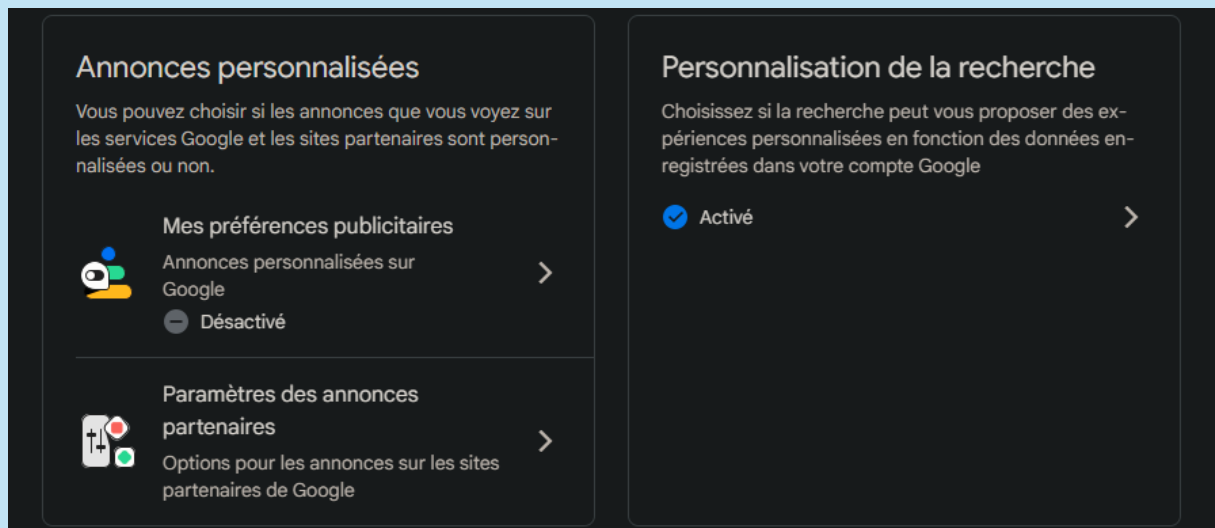 Annonces personnalisées
Vous pouvez choisir si les annonces que vous voyez sur
les services Google et les sites partenaires sont person-
nalisées ou non.
Mes préférences publicitaires
Annonces personnalisées sur
Google
Désactivé
Paramètres des annonces
partenaires
Options pour les annonces sur les sites
partenaires de Google
Personnalisation de la recherche
Choisissez si la recherche peut vous proposer des ex-
périences personnalisées en fonction des données en-
registrées dans votre compte Google
Activé